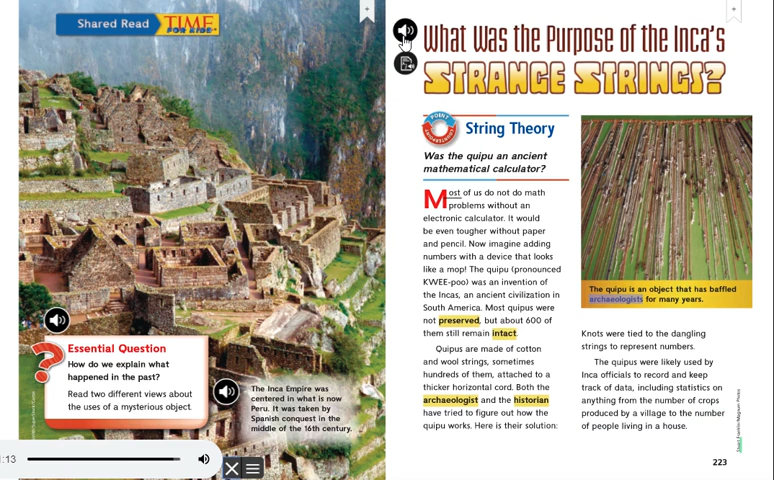 Shared Read
TIME
FOR KIDS
Essential Question
How do we explain what
happened in the past?
Read two different views about
the uses of a mysterious object.
The Inca Empire was
centered in what is now
Peru. It was taken by
Spanish conquest in the
middle of the 16th century.
:13
What Was the Purpose of the Inca's
STRANGE STRINGS?
POINT
COUNTERPOINT
String Theory
Was the quipu an ancient
mathematical calculator?
Most of us do not do math
problems without an
electronic calculator. It would
be even tougher without paper
and pencil. Now imagine adding
numbers with a device that looks
like a mop! The quipu (pronounced
KWEE-poo) was an invention of
the Incas, an ancient civilization in
South America. Most quipus were
not preserved, but about 600 of
them still remain intact.
Quipus are made of cotton
and wool strings, sometimes
hundreds of them, attached to a
thicker horizontal cord. Both the
archaeologist and the historian
have tried to figure out how the
quipu works. Here is their solution:
The quipu is an object that has baffled
archaeologists for many years.
Knots were tied to the dangling
strings to represent numbers.
The quipus were likely used by
Inca officials to record and keep
track of data, including statistics on
anything from the number of crops
produced by a village to the number
of people living in a house.
Stuart Franklin/Magnum Photos
223